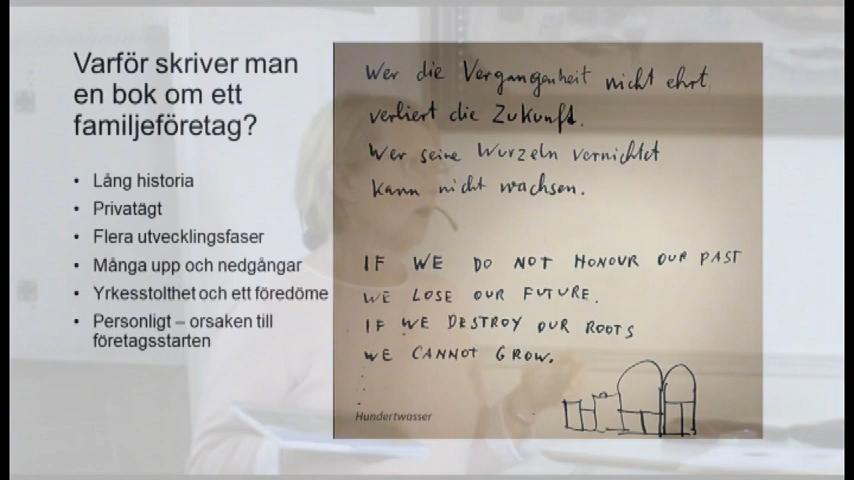 Varför skriver man
en bok om ett
familjeföretag?
• Lång historia
• Privatägt
• Flera utvecklingsfaser
• Många upp och nedgångar
• Yrkesstolthet och ett föredöme
• Personligt – orsaken till
företagsstarten
Wer die Vergangenheit nicht ehrt
verliert die Zukunft.
Wer seine Wurzeln vernichtet
kann nicht wachsen.
IF WE DO NOT HONOUR OUR PAST
WE LOSE OUR FUTURE.
IF WE DESTROY OUR ROOTS
WE CANNOT GROW.
Hundertwasser